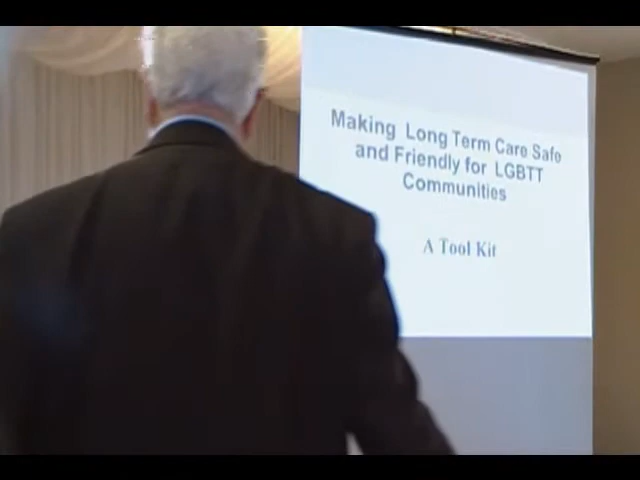 Making Long Term Care Safe
and Friendly for LGBTT
Communities
A Tool Kit